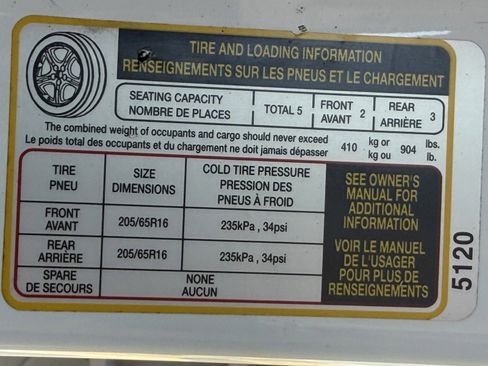 TIRE AND LOADING INFORMATION
RENSEIGNEMENTS SUR LES PNEUS ET LE CHARGEMENT
SEATING CAPACITY
NOMBRE DE PLACES
TOTAL 5
FRONT
AVANT 2
REAR
ARRIÈRE 3
The combined weight of occupants and cargo should never exceed
Le poids total des occupants et du chargement ne doit jamais dépasser
410 kg or
kg ou
904 lbs.
lb.
TIRE
PNEU
SIZE
DIMENSIONS
COLD TIRE PRESSURE
PRESSION DES
PNEUS À FROID
FRONT
AVANT
205/65R16
235kPa , 34psi
REAR
ARRIÈRE
205/65R16
235kPa , 34psi
SPARE
DE SECOURS
NONE
AUCUN
SEE OWNER'S
MANUAL FOR
ADDITIONAL
INFORMATION
VOIR LE MANUEL
DE L'USAGER
POUR PLUS DE
RENSEIGNEMENTS
5120